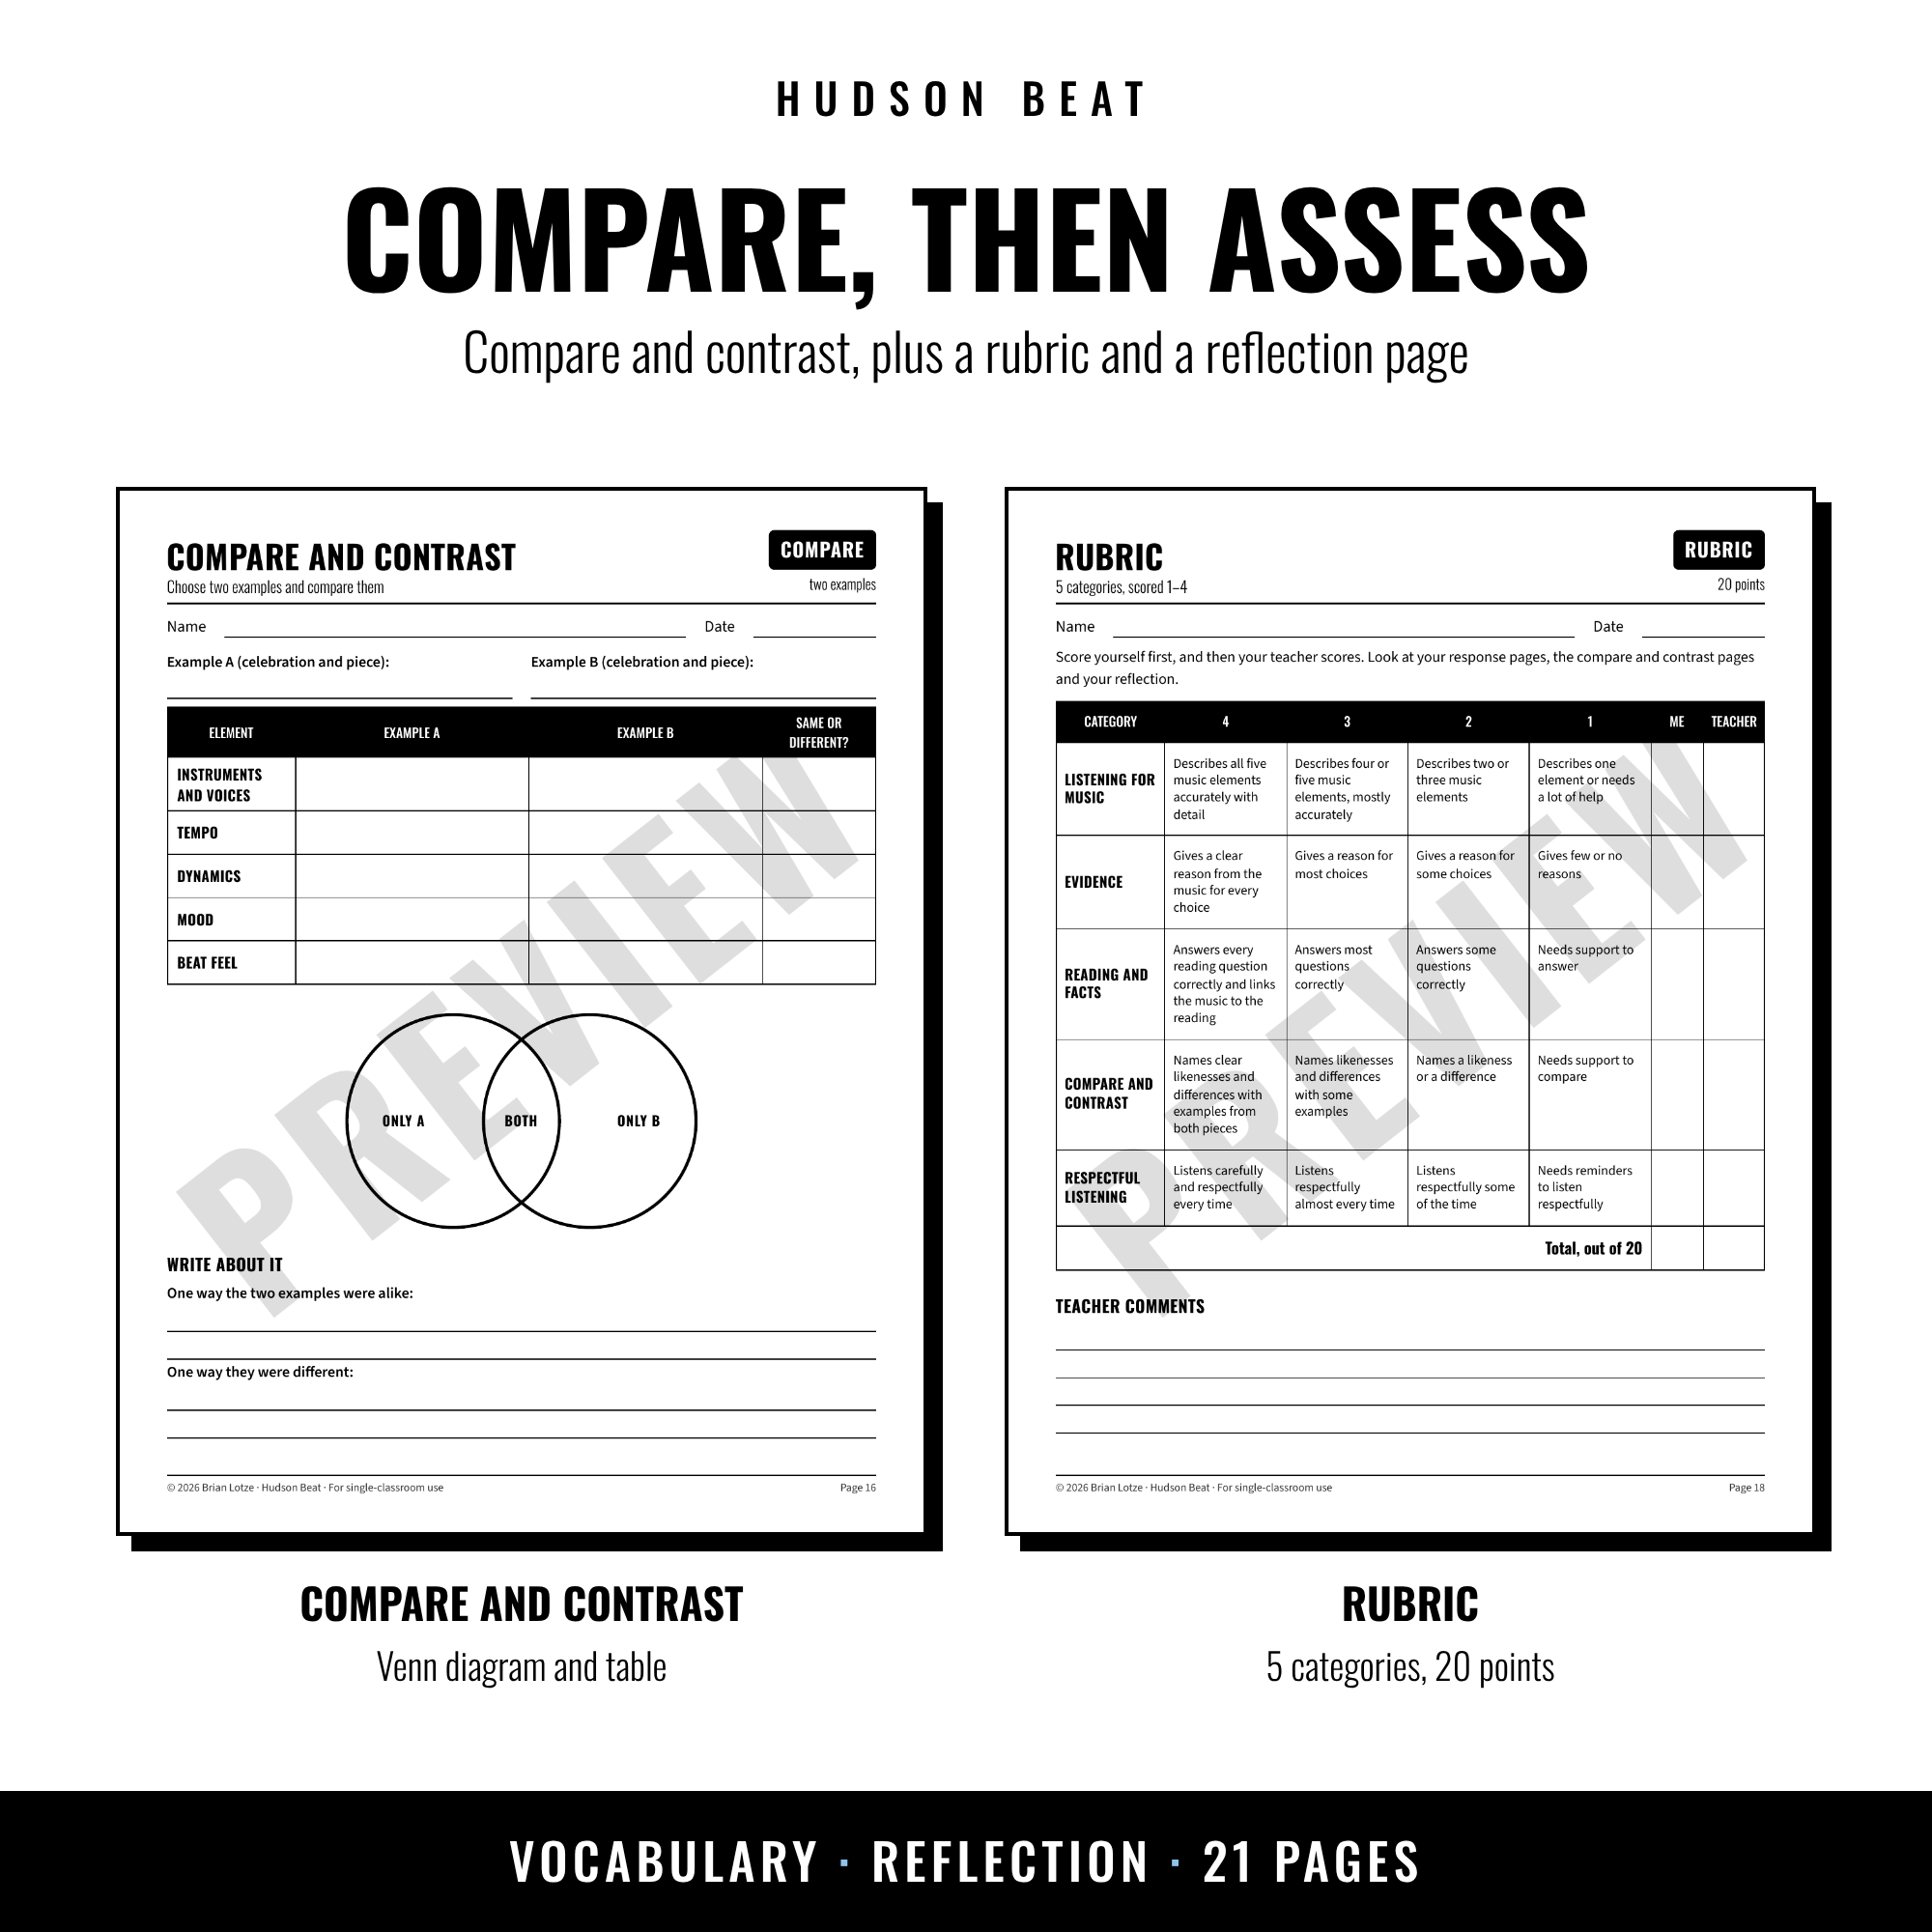 HUDSON BEAT
COMPARE, THEN ASSESS
Compare and contrast, plus a rubric and a reflection page
COMPARE AND CONTRAST
COMPARE
Choose two examples and compare them
two examples
Name
Date
Example A (celebration and piece):
Example B (celebration and piece):
ELEMENT
EXAMPLE A
EXAMPLE B
SAME OR
DIFFERENT?
INSTRUMENTS
AND VOICES
TEMPO
DYNAMICS
MOOD
BEAT FEEL
ONLY A
BOTH
ONLY B
WRITE ABOUT IT
One way the two examples were alike:
One way they were different:
© 2026 Brian Lotze · Hudson Beat · For single-classroom use
Page 16
PREVIEW
COMPARE AND CONTRAST
Venn diagram and table
RUBRIC
RUBRIC
5 categories, scored 1–4
20 points
Name
Date
Score yourself first, and then your teacher scores. Look at your response pages, the compare and contrast pages
and your reflection.
CATEGORY
4
3
2
1
ME
TEACHER
LISTENING FOR
MUSIC
Describes all five
music elements
accurately with
detail
Describes four or
five music
elements, mostly
accurately
Describes two or
three music
elements
Describes one
element or needs
a lot of help
EVIDENCE
Gives a clear
reason from the
music for every
choice
Gives a reason for
most choices
Gives a reason for
some choices
Gives few or no
reasons
READING AND
FACTS
Answers every
reading question
correctly and links
the music to the
reading
Answers most
questions
correctly
Answers some
questions
correctly
Needs support to
answer
COMPARE AND
CONTRAST
Names clear
likenesses and
differences with
examples from
both pieces
Names likenesses
and differences
with some
examples
Names a likeness
or a difference
Needs support to
compare
RESPECTFUL
LISTENING
Listens carefully
and respectfully
every time
Listens
respectfully
almost every time
Listens
respectfully some
of the time
Needs reminders
to listen
respectfully
Total, out of 20
TEACHER COMMENTS
© 2026 Brian Lotze · Hudson Beat · For single-classroom use
Page 18
PREVIEW
RUBRIC
5 categories, 20 points
VOCABULARY · REFLECTION · 21 PAGES